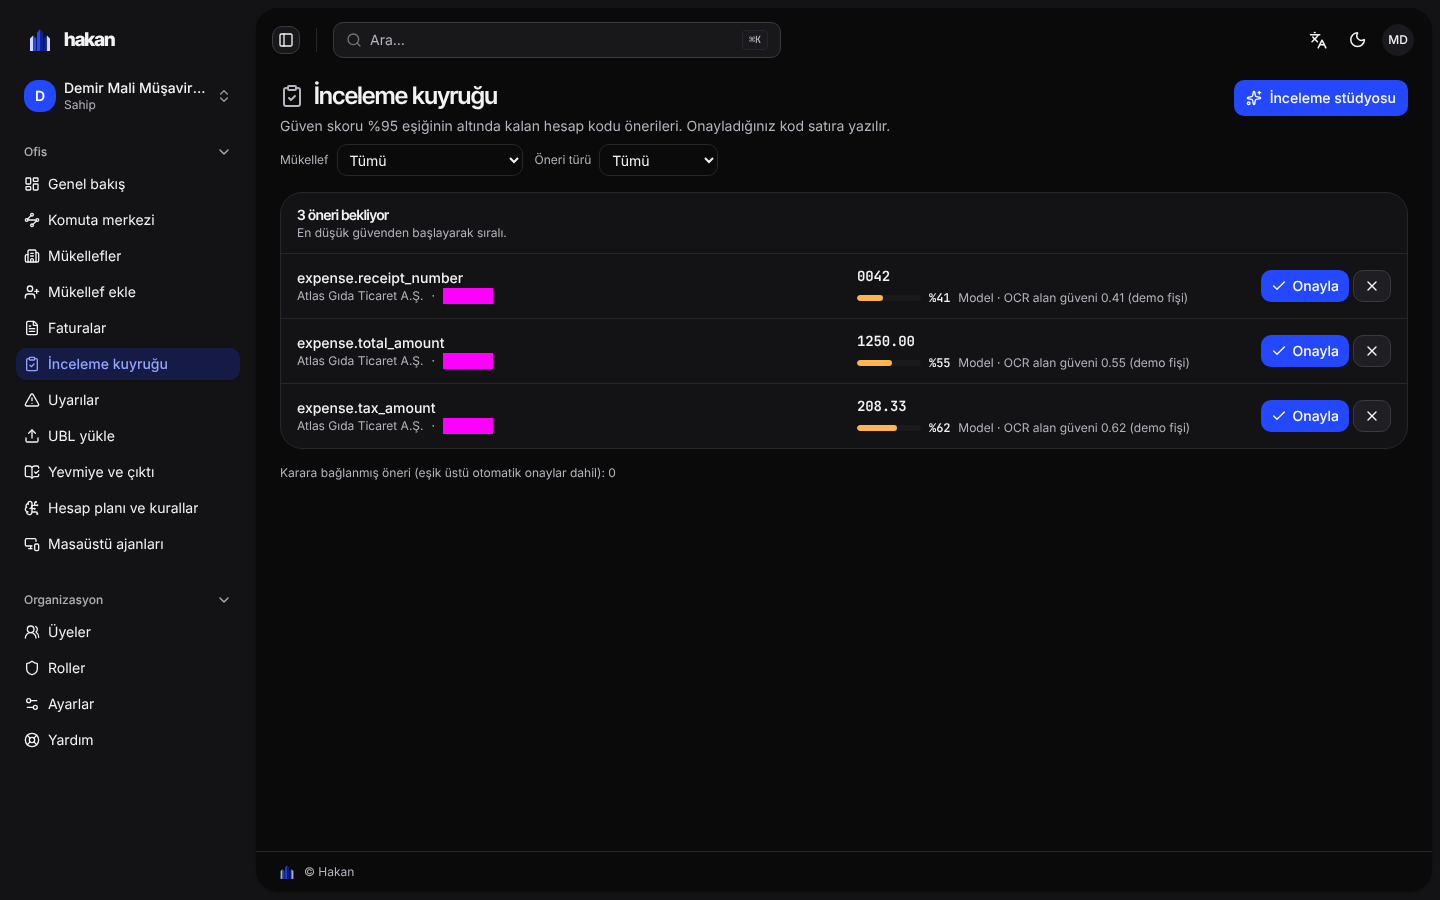 hakan
Ara...
⌘K
MD
D
Demir Mali Müşavir...
Sahip
Ofis
Genel bakış
Komuta merkezi
Mükellefler
Mükellef ekle
Faturalar
İnceleme kuyruğu
Uyarılar
UBL yükle
Yevmiye ve çıktı
Hesap planı ve kurallar
Masaüstü ajanları
Organizasyon
Üyeler
Roller
Ayarlar
Yardım
İnceleme kuyruğu
İnceleme stüdyosu
Güven skoru %95 eşiğinin altında kalan hesap kodu önerileri. Onayladığınız kod satıra yazılır.
Mükellef Tümü Öneri türü Tümü
3 öneri bekliyor
En düşük güvenden başlayarak sıralı.
expense.receipt_number
Atlas Gıda Ticaret A.Ş. ·
0042
%41 Model · OCR alan güveni 0.41 (demo fişi)
Onayla
expense.total_amount
Atlas Gıda Ticaret A.Ş. ·
1250.00
%55 Model · OCR alan güveni 0.55 (demo fişi)
Onayla
expense.tax_amount
Atlas Gıda Ticaret A.Ş. ·
208.33
%62 Model · OCR alan güveni 0.62 (demo fişi)
Onayla
Karara bağlanmış öneri (eşik üstü otomatik onaylar dahil): 0
© Hakan